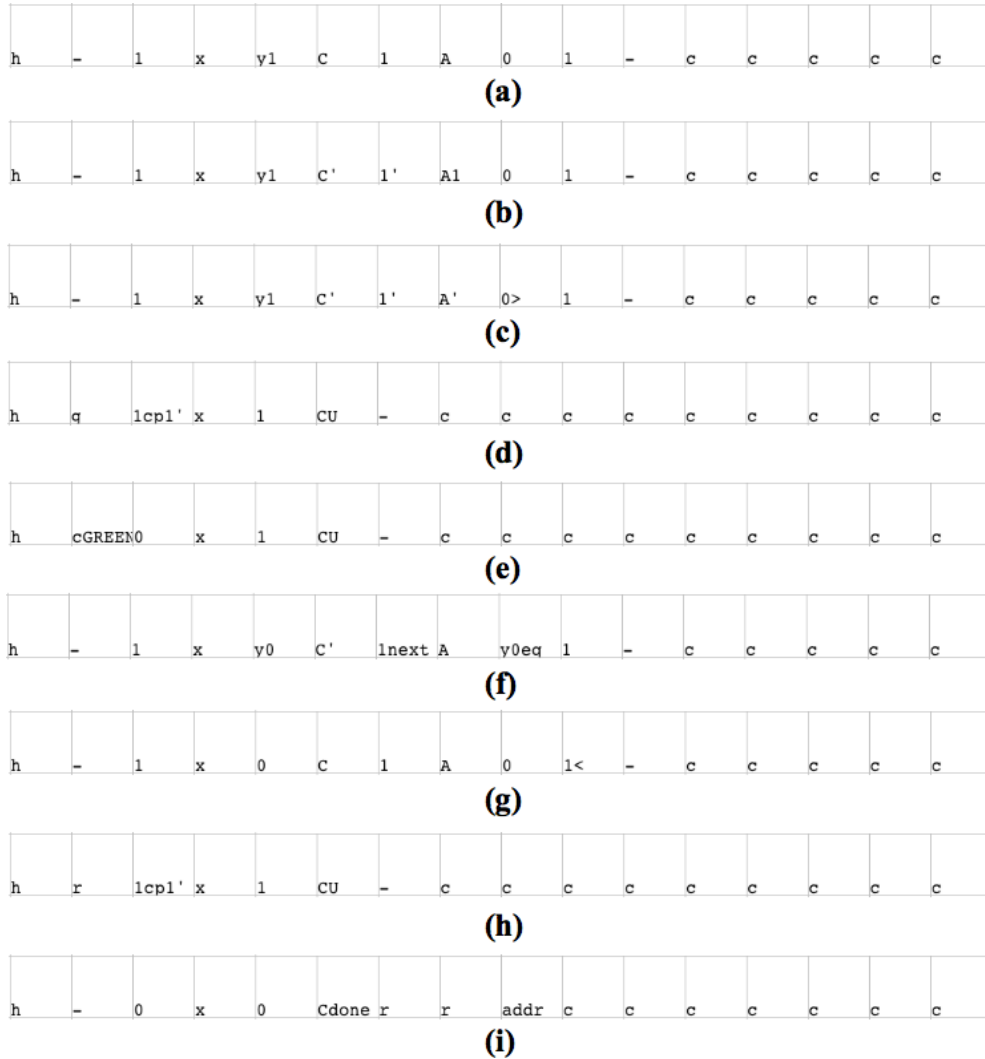 h - 1 x y1 C 1 A 0 1 - c c c c c
(a)
h - 1 x y1 C' 1' A1 0 1 - c c c c c
(b)
h - 1 x y1 C' 1' A' 0> 1 - c c c c c
(c)
h q 1cp1' x 1 CU - c c c c c c c c c
(d)
h cGREEN0 x 1 CU - c c c c c c c c c
(e)
h - 1 x y0 C' 1next A y0eq 1 - c c c c c
(f)
h - 1 x 0 C 1 A 0 1< - c c c c c
(g)
h r 1cp1' x 1 CU - c c c c c c c c c
(h)
h - 0 x 0 Cdone r r addr c c c c c c c
(i)